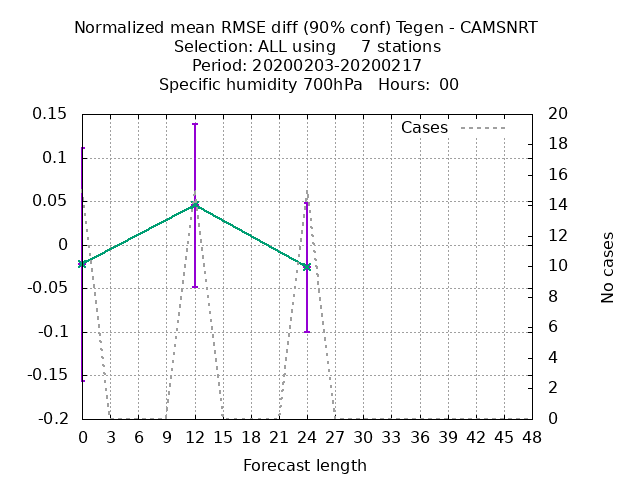 Normalized mean RMSE diff (90% conf) Tegen - CAMSNRT
Selection: ALL using     7 stations
Period: 20200203-20200217
Specific humidity 700hPa   Hours:  00
Cases
0.15
0.1
0.05
0
-0.05
-0.1
-0.15
-0.2
20
18
16
14
12
10
8
6
4
2
0
No cases
0 3 6 9 12 15 18 21 24 27 30 33 36 39 42 45 48
Forecast length